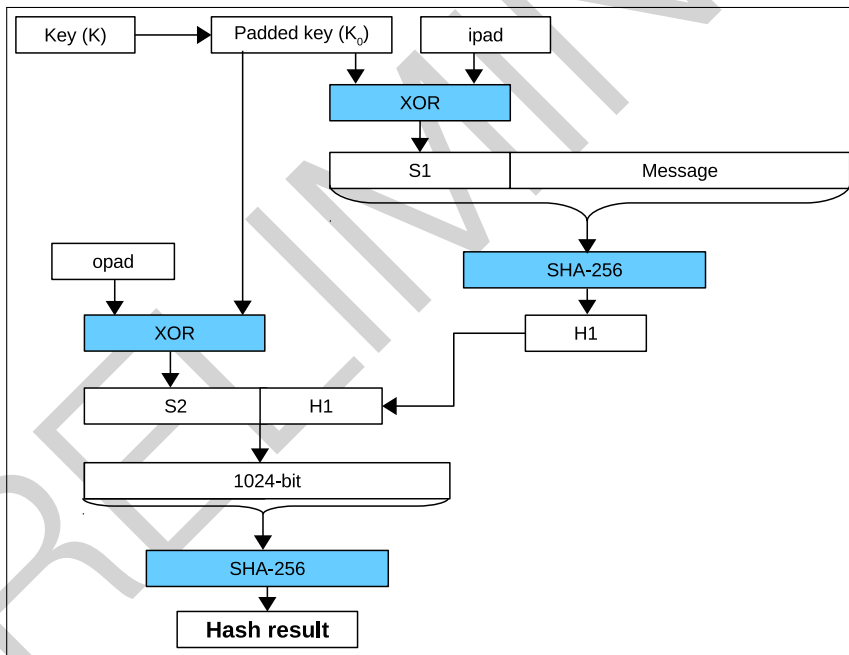 Key (K)
Padded key (K₀)
ipad
XOR
S1
Message
SHA-256
opad
XOR
H1
S2
H1
1024-bit
SHA-256
Hash result
RELIMIN